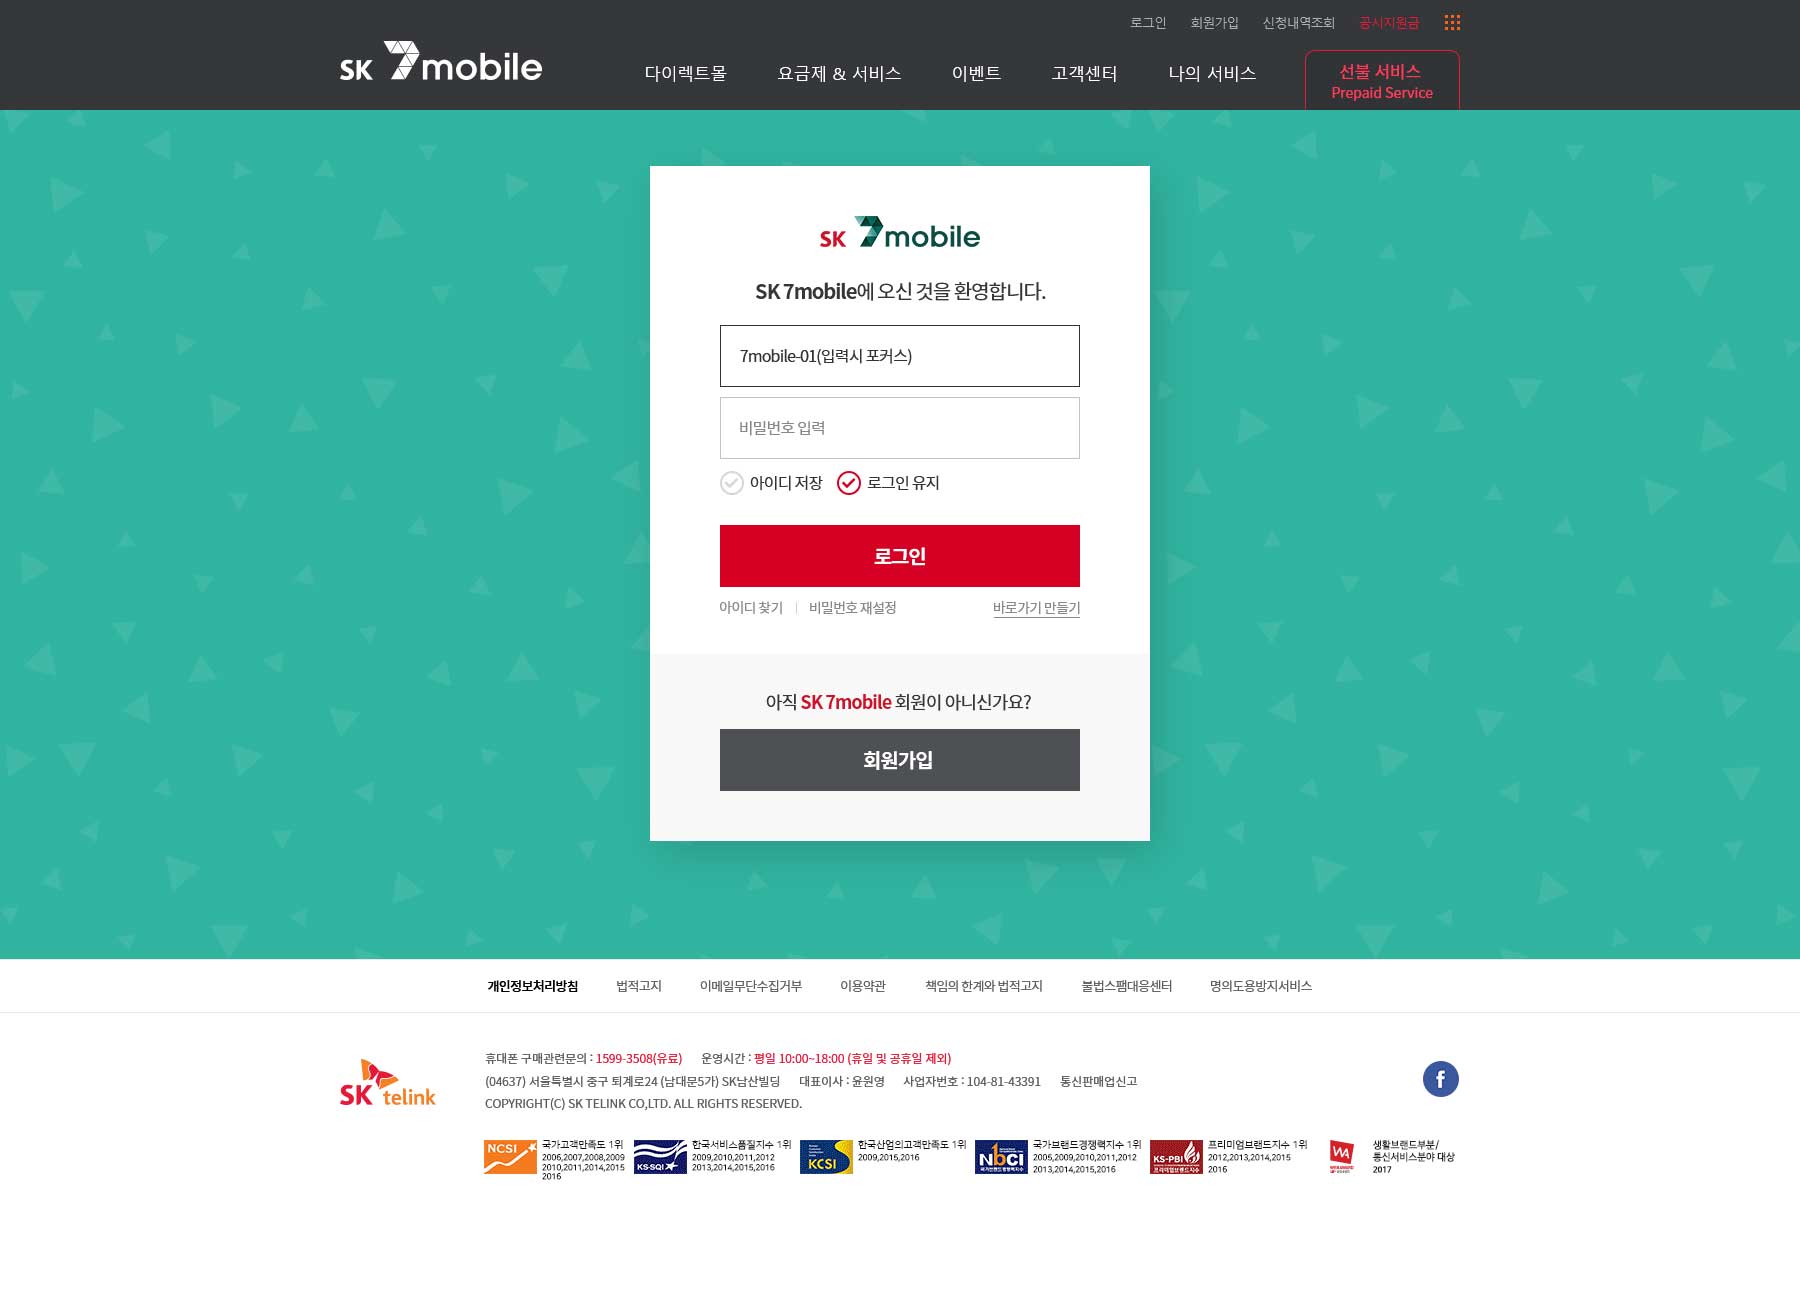 로그인 회원가입 신청내역조회 공시지원금
SK 7mobile
다이렉트몰 요금제 & 서비스 이벤트 고객센터 나의 서비스
선불 서비스
Prepaid Service
SK 7mobile
SK 7mobile에 오신 것을 환영합니다.
7mobile-01(입력시 포커스)
비밀번호 입력
아이디 저장 로그인 유지
로그인
아이디 찾기 비밀번호 재설정 바로가기 만들기
아직 SK 7mobile 회원이 아니신가요?
회원가입
개인정보처리방침 법적고지 이메일무단수집거부 이용약관 책임의 한계와 법적고지 불법스팸대응센터 명의도용방지서비스
SK telink
휴대폰 구매관련문의 : 1599-3508(유료) 운영시간 : 평일 10:00~18:00 (휴일 및 공휴일 제외)
(04637) 서울특별시 중구 퇴계로24 (남대문5가) SK남산빌딩 대표이사 : 윤원영 사업자번호 : 104-81-43391 통신판매업신고
COPYRIGHT(C) SK TELINK CO,LTD. ALL RIGHTS RESERVED.
f
NCSI
국가고객만족도 1위
2006,2007,2008,2009
2010,2011,2014,2015
2016
KS-SQI
한국서비스품질지수 1위
2009,2010,2011,2012
2013,2014,2015,2016
KCSI
한국산업의고객만족도 1위
2009,2015,2016
NbCI
국가브랜드경쟁력지수
국가브랜드경쟁력지수 1위
2005,2009,2010,2011,2012
2013,2014,2015,2016
KS-PBI
프리미엄브랜드지수
프리미엄브랜드지수 1위
2012,2013,2014,2015
2016
WA
생활브랜드부분/
통신서비스분야 대상
2017